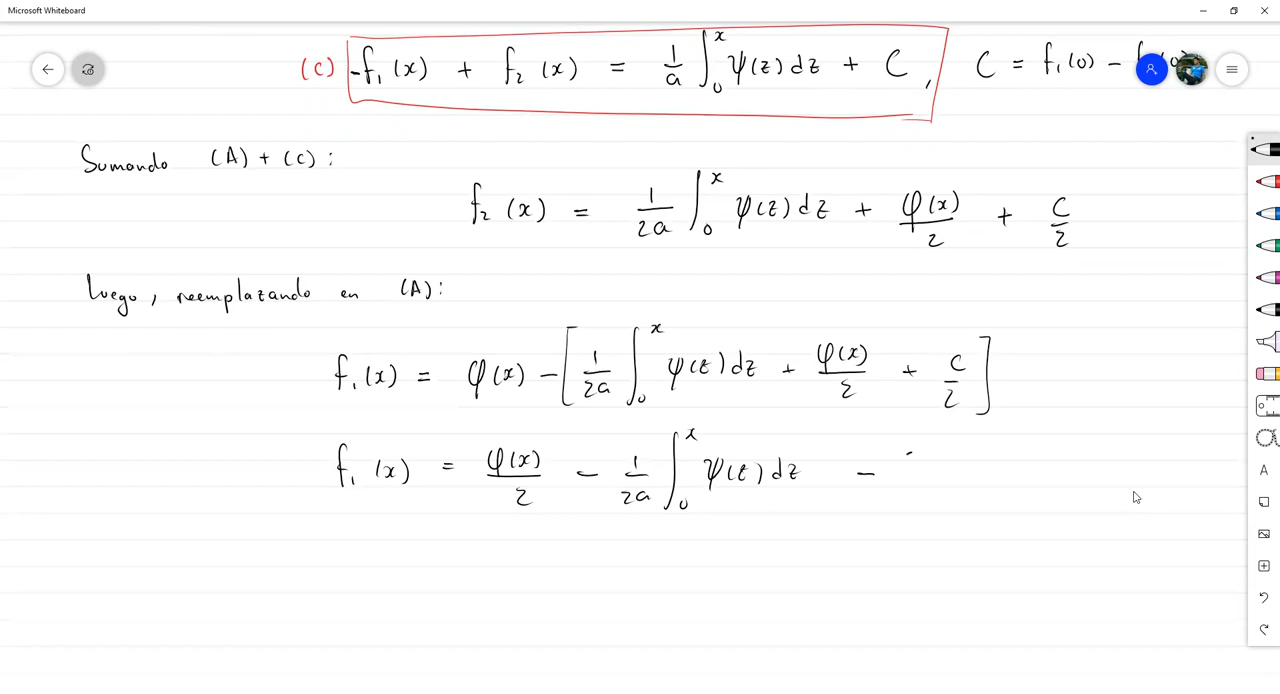 Microsoft Whiteboard
(C) -f₁(x) + f₂(x) = 1/a ∫₀ˣ ψ(z) dz + C, C = f₁(0) -
Sumando (A) + (C):
f₂(x) = 1/2a ∫₀ˣ ψ(z) dz + φ(x)/2 + C/2
Luego, reemplazando en (A):
f₁(x) = φ(x) - [1/2a ∫₀ˣ ψ(z) dz + φ(x)/2 + C/2]
f₁(x) = φ(x)/2 - 1/2a ∫₀ˣ ψ(z) dz -
A